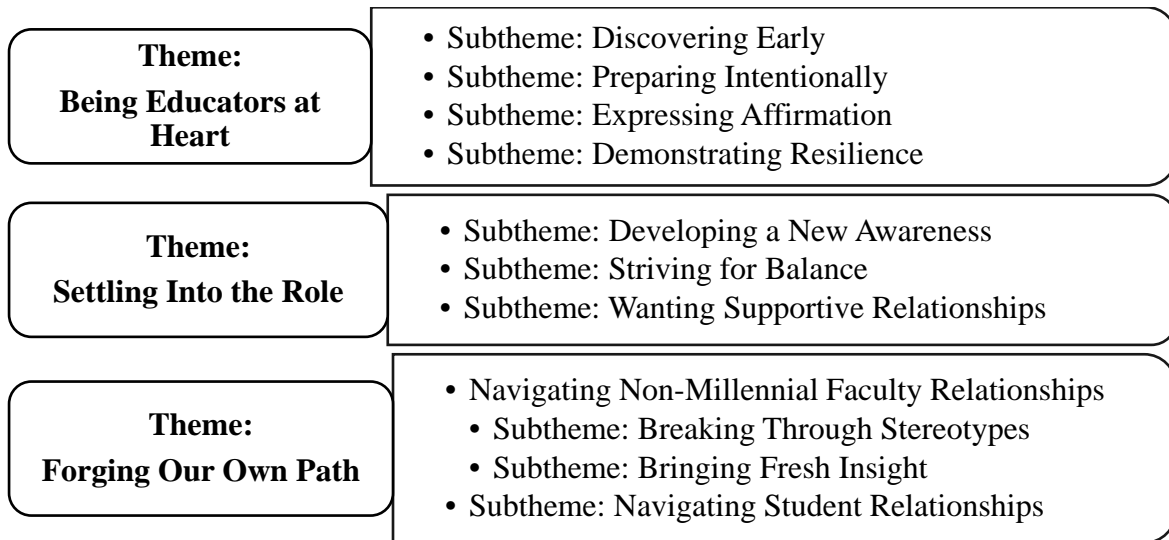 Theme:
Being Educators at
Heart
• Subtheme: Discovering Early
• Subtheme: Preparing Intentionally
• Subtheme: Expressing Affirmation
• Subtheme: Demonstrating Resilience
Theme:
Settling Into the Role
• Subtheme: Developing a New Awareness
• Subtheme: Striving for Balance
• Subtheme: Wanting Supportive Relationships
Theme:
Forging Our Own Path
• Navigating Non-Millennial Faculty Relationships
• Subtheme: Breaking Through Stereotypes
• Subtheme: Bringing Fresh Insight
• Subtheme: Navigating Student Relationships